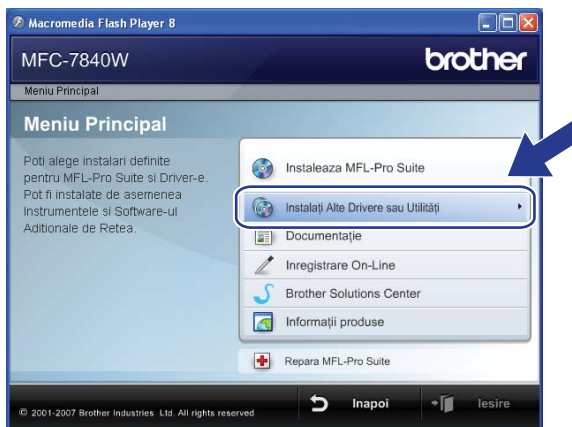 Macromedia Flash Player 8
MFC-7840W
brother
Meniu Principal
Meniu Principal
Poti alege instalari definite
pentru MFL-Pro Suite si Driver-e.
Pot fi instalate de asemenea
Instrumentele si Software-ul
Aditionale de Retea.
Instaleaza MFL-Pro Suite
Instalați Alte Drivere sau Utilități
Documentație
Inregistrare On-Line
Brother Solutions Center
Informații produse
Repara MFL-Pro Suite
© 2001-2007 Brother Industries Ltd. All rights reserved
Inapoi
Iesire